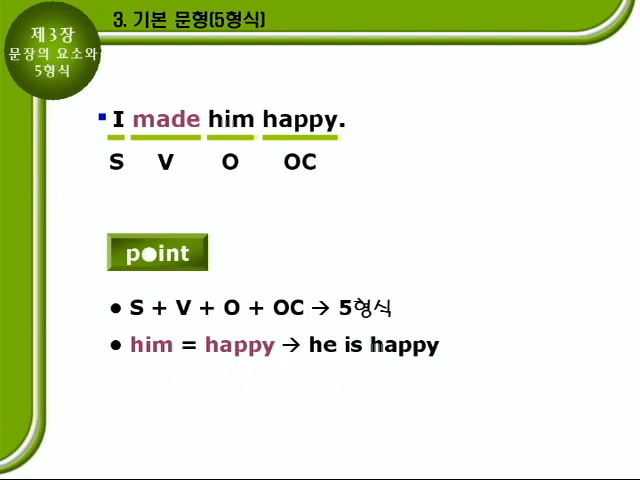 제3장
문장의 요소와
5형식
3. 기본 문형(5형식)
I made him happy.
S V O OC
point
● S + V + O + OC → 5형식
● him = happy → he is happy